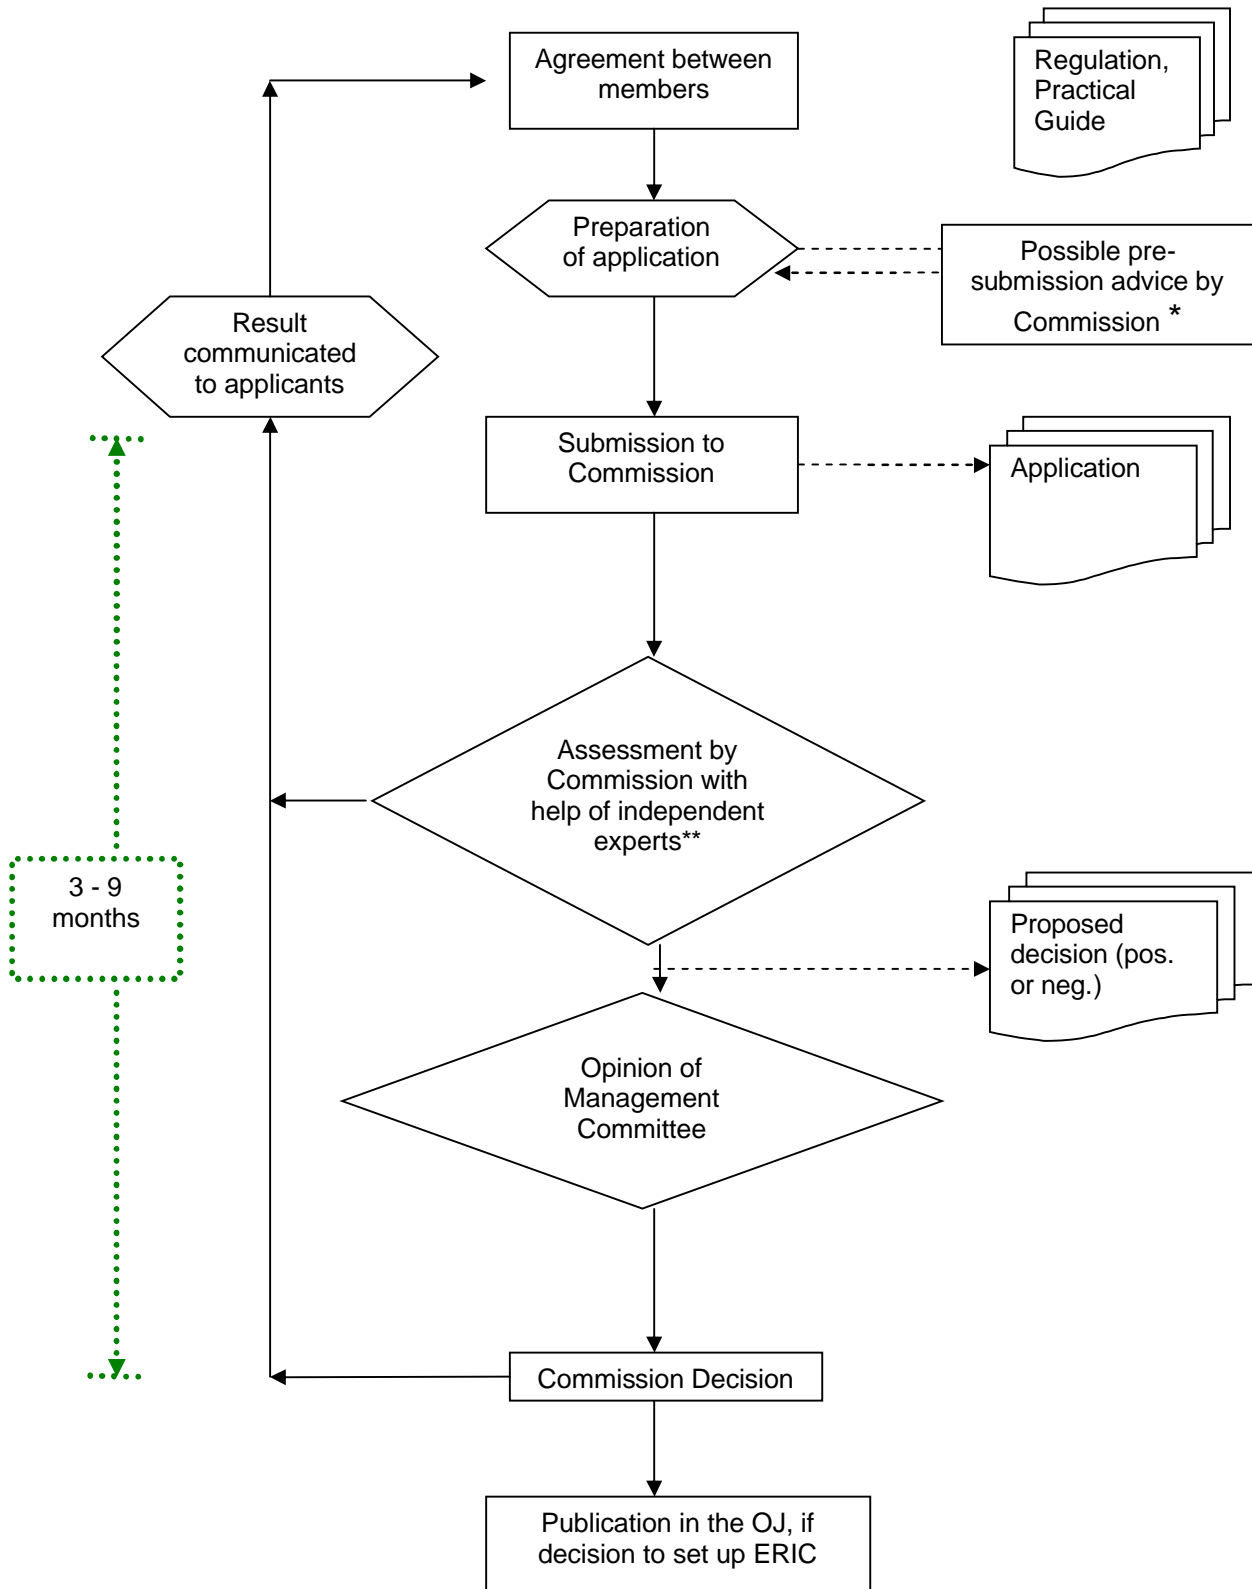 Agreement between
members
Regulation,
Practical
Guide
Preparation
of application
Possible pre-
submission advice by
Commission *
Result
communicated
to applicants
Submission to
Commission
Application
Assessment by
Commission with
help of independent
experts**
3 - 9
months
Proposed
decision (pos.
or neg.)
Opinion of
Management
Committee
Commission Decision
Publication in the OJ, if
decision to set up ERIC